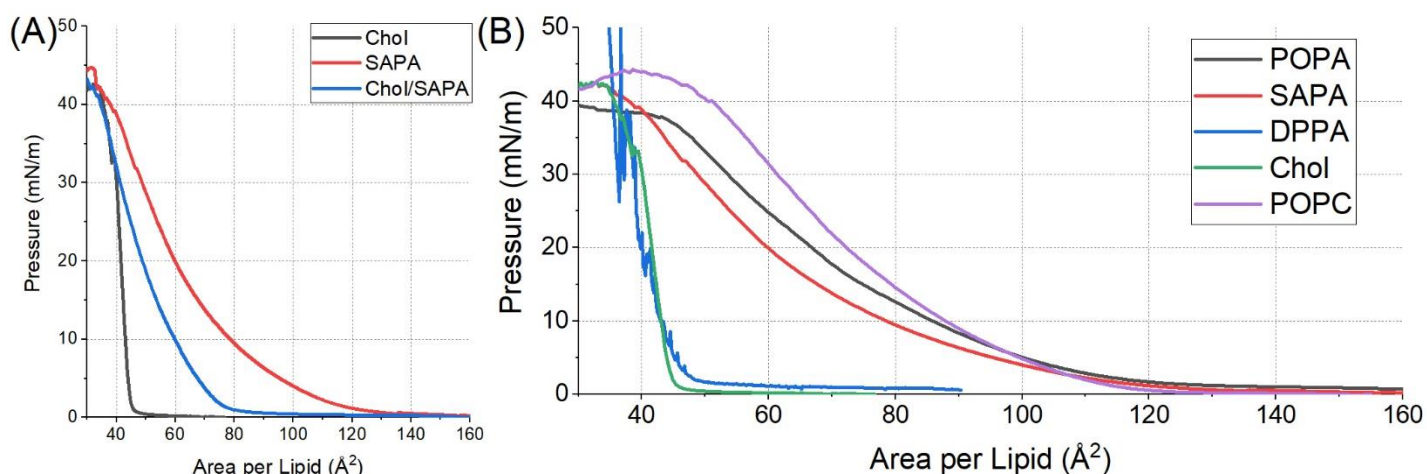 (A)
Pressure (mN/m)
50
40
30
20
10
0
40 60 80 100 120 140 160
Area per Lipid (Å²)
Chol
SAPA
Chol/SAPA
(B)
Pressure (mN/m)
50
40
30
20
10
0
40 60 80 100 120 140 160
Area per Lipid (Å²)
POPA
SAPA
DPPA
Chol
POPC